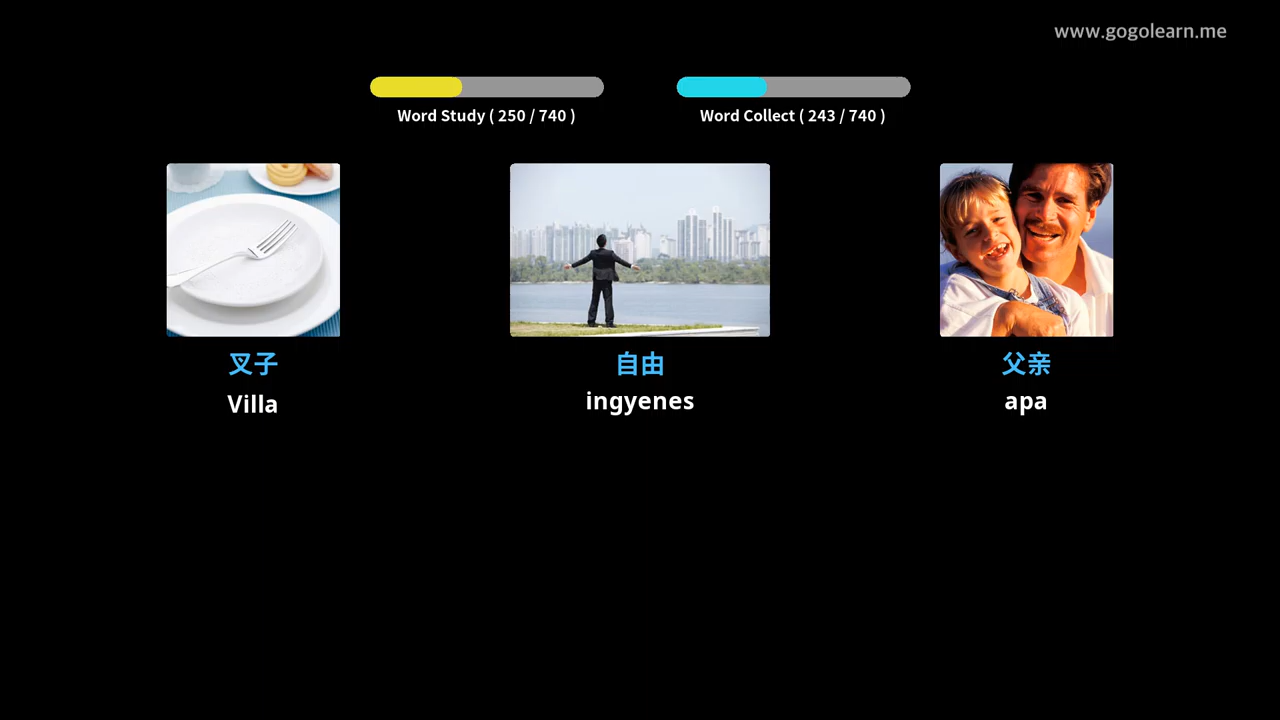 www.gogolearn.me
Word Study ( 250 / 740 )
Word Collect ( 243 / 740 )
叉子
Villa
自由
ingyenes
父亲
apa